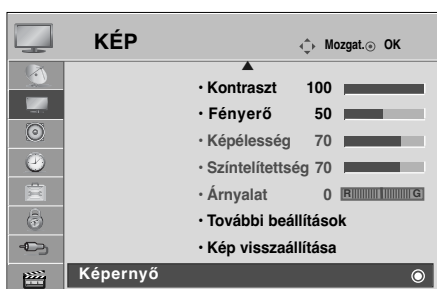 KÉP Mozgat. OK
• Kontraszt 100
• Fényerő 50
• Képélesség 70
• Színtelítettség 70
• Árnyalat 0 R G
• További beállítások
• Kép visszaállítása
Képernyő